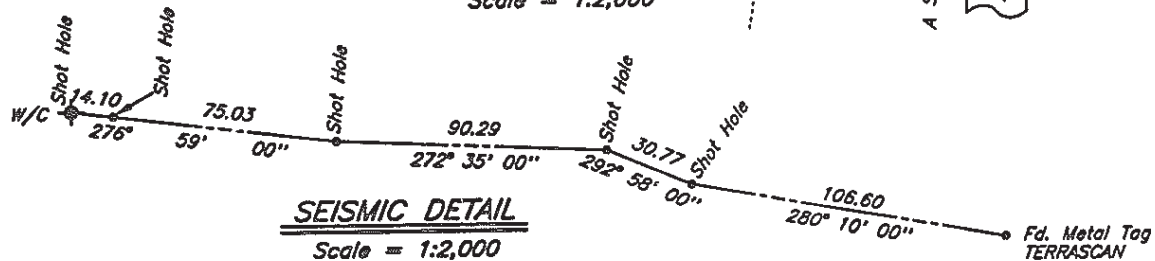 Scale = 1:2,000
A S
Shot Hole
Shot Hole
Shot Hole
Shot Hole
Shot Hole
W/C
14.10
75.03
90.29
30.77
106.60
276° 59' 00"
272° 35' 00"
292° 58' 00"
280° 10' 00"
Fd. Metal Tag
TERRASCAN
SEISMIC DETAIL
Scale = 1:2,000